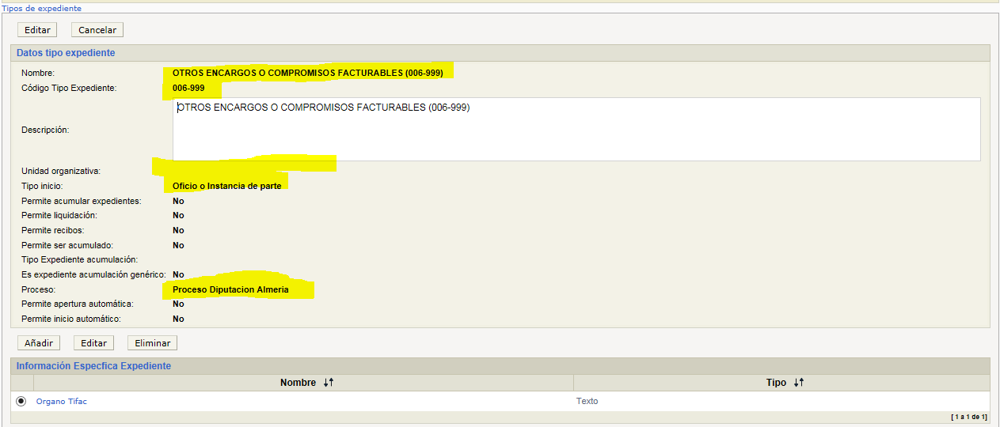 Tipos de expediente
Editar Cancelar
Datos tipo expediente
Nombre: OTROS ENCARGOS O COMPROMISOS FACTURABLES (006-999)
Código Tipo Expediente: 006-999
OTROS ENCARGOS O COMPROMISOS FACTURABLES (006-999)
Descripción:
Unidad organizativa:
Tipo inicio: Oficio o Instancia de parte
Permite acumular expedientes: No
Permite liquidación: No
Permite recibos: No
Permite ser acumulado: No
Tipo Expediente acumulación:
Es expediente acumulación genérico: No
Proceso: Proceso Diputacion Almeria
Permite apertura automática: No
Permite inicio automático: No
Añadir Editar Eliminar
Información Especfica Expediente
Nombre Tipo
Organo Tifac Texto
[ 1 a 1 de 1]